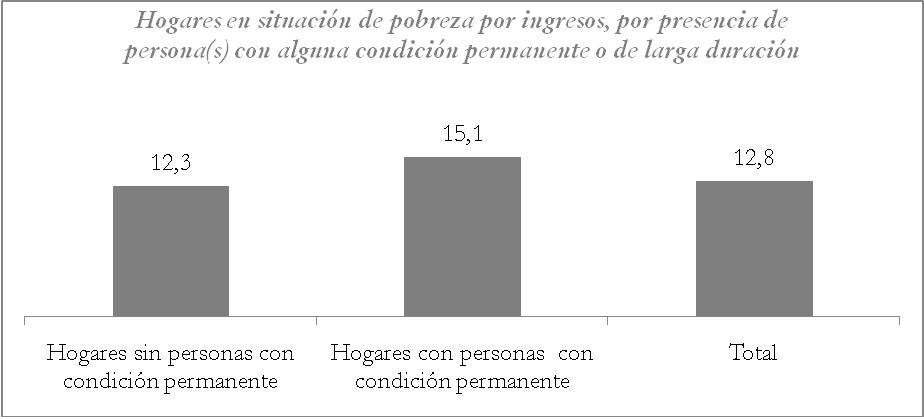 Hogares en situación de pobreza por ingresos, por presencia de
persona(s) con alguna condición permanente o de larga duración
12,3
15,1
12,8
Hogares sin personas con
condición permanente
Hogares con personas con
condición permanente
Total